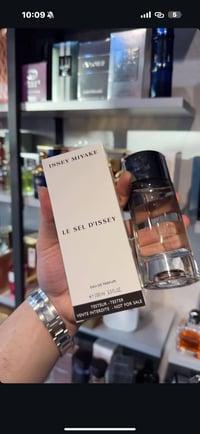 10:09
5
ISSEY MIYAKE
LE SEL D'ISSEY
EAU DE PARFUM
TESTEUR - TESTER
VENTE INTERDITE - NOT FOR SALE